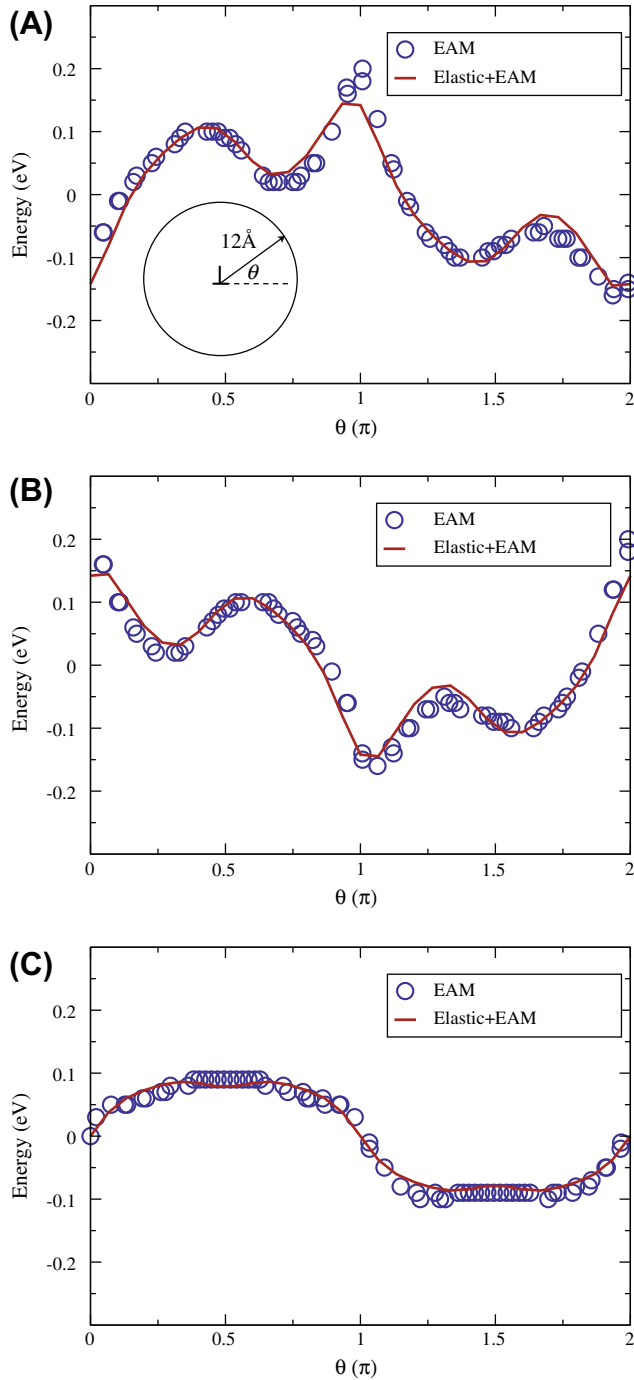 (A)
EAM
Elastic+EAM
0.2
0.1
0
-0.1
-0.2
Energy (eV)
12Å
θ
0
0.5
1
1.5
2
θ (π)
(B)
EAM
Elastic+EAM
0.2
0.1
0
-0.1
-0.2
Energy (eV)
0
0.5
1
1.5
2
θ (π)
(C)
EAM
Elastic+EAM
0.2
0.1
0
-0.1
-0.2
Energy (eV)
0
0.5
1
1.5
2
θ (π)